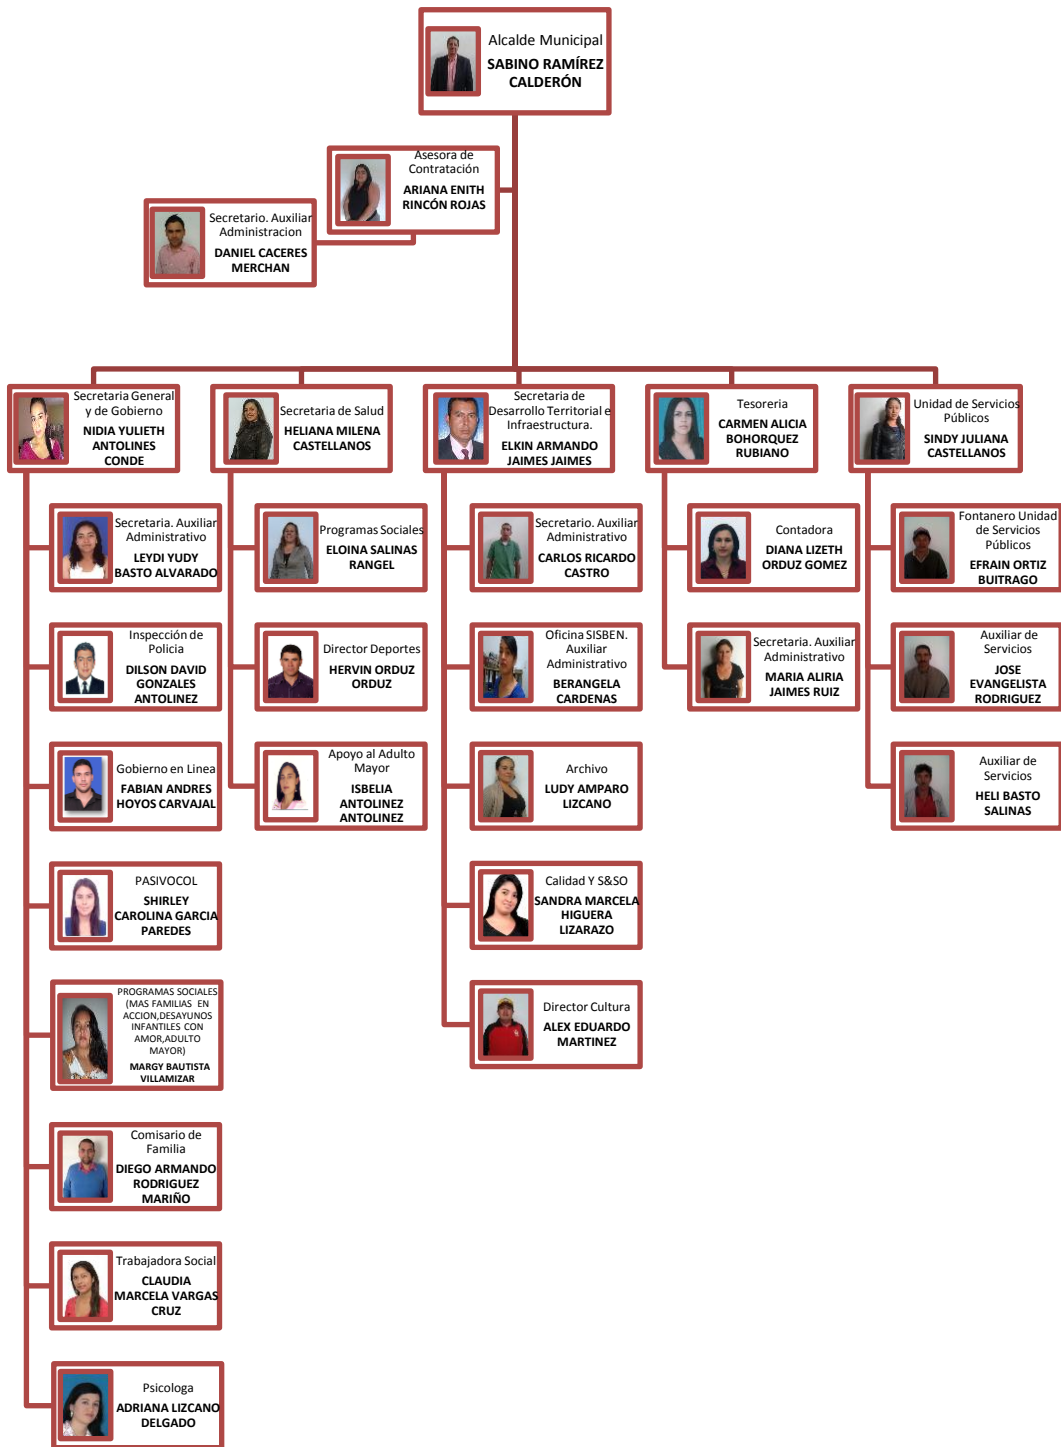 Alcalde Municipal
SABINO RAMÍREZ
CALDERÓN
Asesora de
Contratación
ARIANA ENITH
RINCÓN ROJAS
Secretario. Auxiliar
Administracion
DANIEL CACERES
MERCHAN
Secretaria General
y de Gobierno
NIDIA YULIETH
ANTOLINES
CONDE
Secretaria. Auxiliar
Administrativo
LEYDI YUDY
BASTO ALVARADO
Inspección de
Policia
DILSON DAVID
GONZALES
ANTOLINEZ
Gobierno en Linea
FABIAN ANDRES
HOYOS CARVAJAL
PASIVOCOL
SHIRLEY
CAROLINA GARCIA
PAREDES
PROGRAMAS SOCIALES
(MAS FAMILIAS EN
ACCION,DESAYUNOS
INFANTILES CON
AMOR,ADULTO
MAYOR)
MARGY BAUTISTA
VILLAMIZAR
Comisario de
Familia
DIEGO ARMANDO
RODRIGUEZ
MARIÑO
Trabajadora Social
CLAUDIA
MARCELA VARGAS
CRUZ
Psicologa
ADRIANA LIZCANO
DELGADO
Secretaria de Salud
HELIANA MILENA
CASTELLANOS
Programas Sociales
ELOINA SALINAS
RANGEL
Director Deportes
HERVIN ORDUZ
ORDUZ
Apoyo al Adulto
Mayor
ISBELIA
ANTOLINEZ
ANTOLINEZ
Secretaria de
Desarrollo Territorial e
Infraestructura.
ELKIN ARMANDO
JAIMES JAIMES
Secretario. Auxiliar
Administrativo
CARLOS RICARDO
CASTRO
Oficina SISBEN.
Auxiliar
Administrativo
BERANGELA
CARDENAS
Archivo
LUDY AMPARO
LIZCANO
Calidad Y S&SO
SANDRA MARCELA
HIGUERA
LIZARAZO
Director Cultura
ALEX EDUARDO
MARTINEZ
Tesoreria
CARMEN ALICIA
BOHORQUEZ
RUBIANO
Contadora
DIANA LIZETH
ORDUZ GOMEZ
Secretaria. Auxiliar
Administrativo
MARIA ALIRIA
JAIMES RUIZ
Unidad de Servicios
Públicos
SINDY JULIANA
CASTELLANOS
Fontanero Unidad
de Servicios
Públicos
EFRAIN ORTIZ
BUITRAGO
Auxiliar de
Servicios
JOSE
EVANGELISTA
RODRIGUEZ
Auxiliar de
Servicios
HELI BASTO
SALINAS